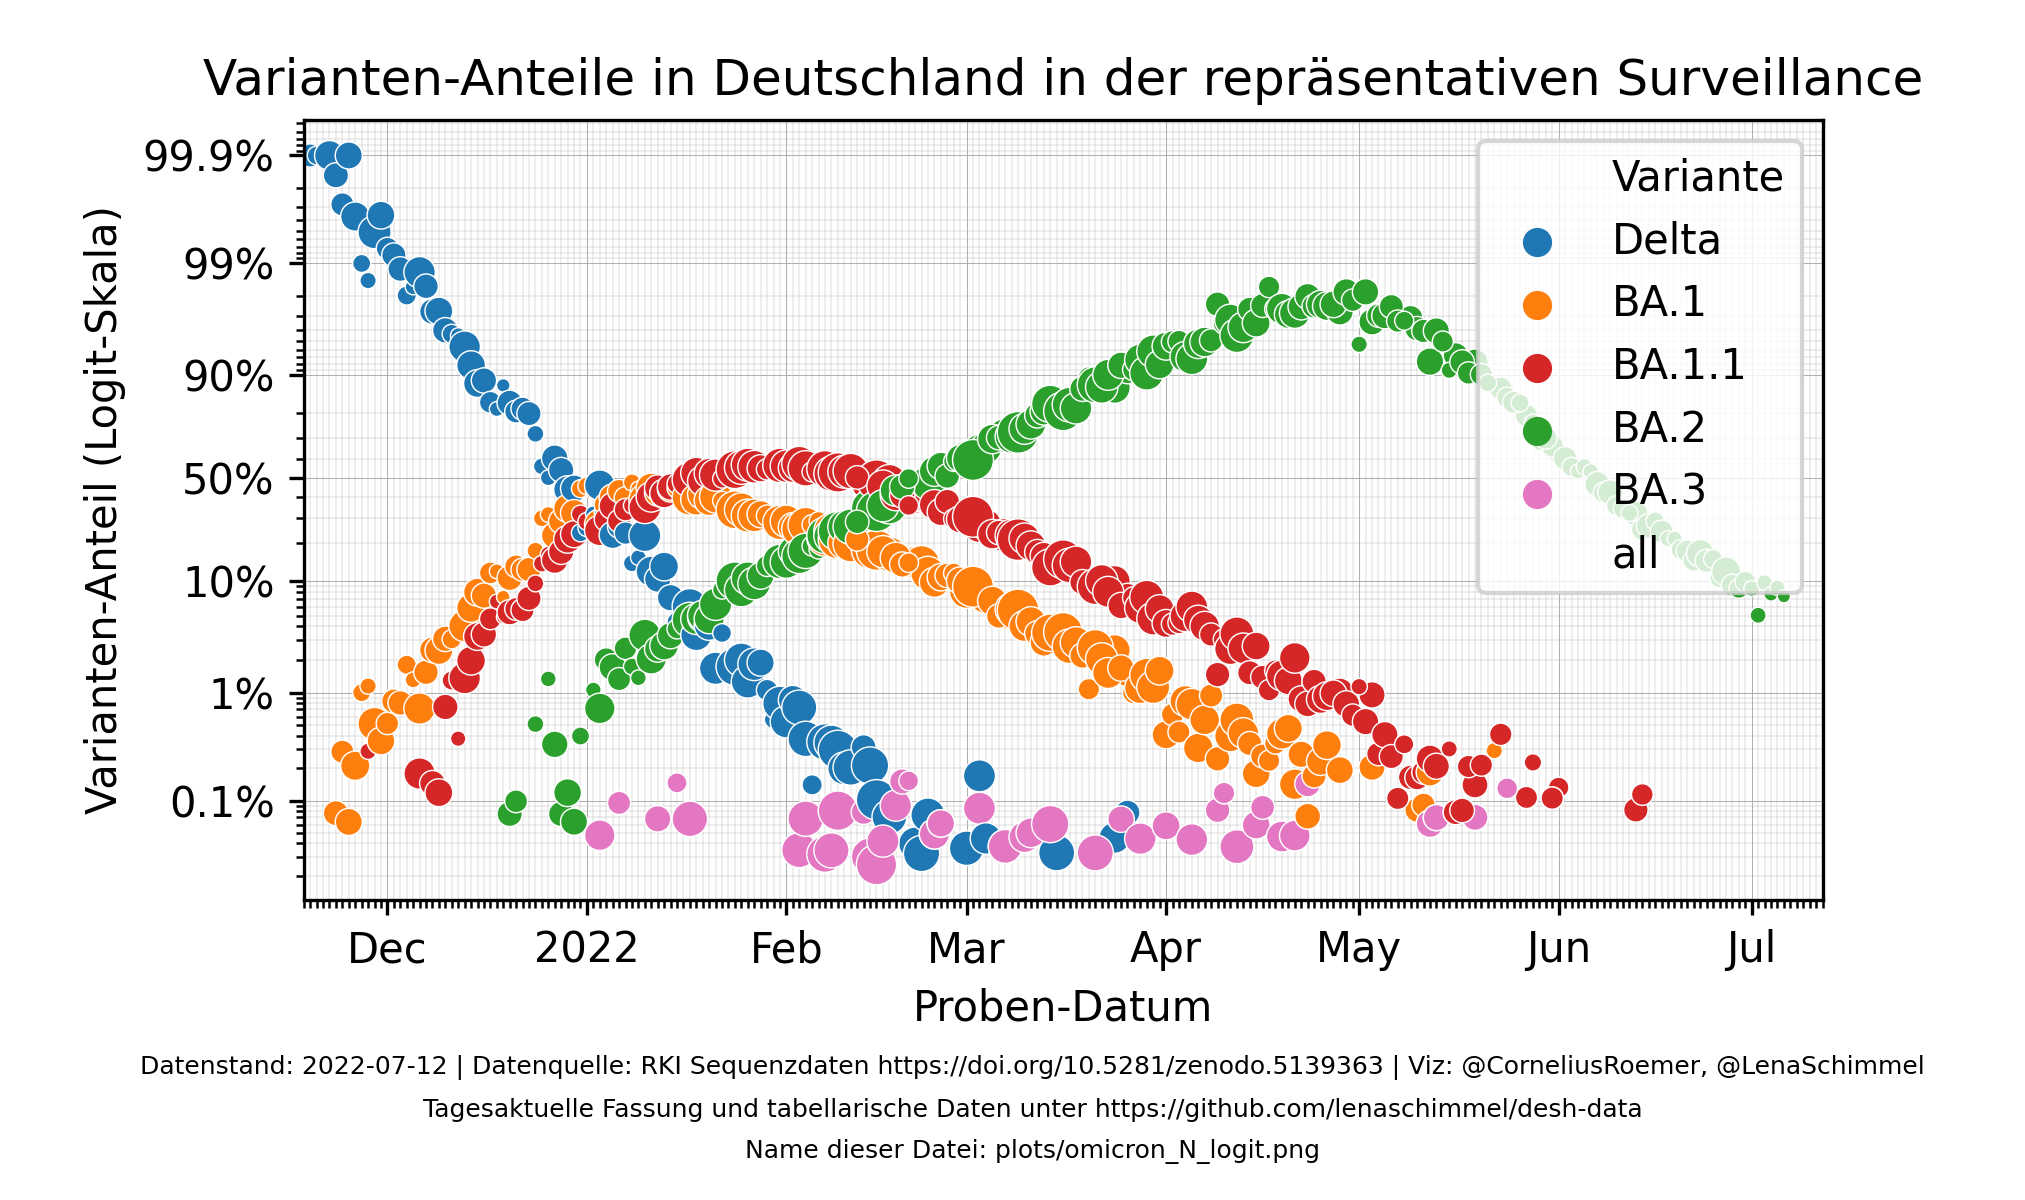 Varianten-Anteile in Deutschland in der repräsentativen Surveillance
Varianten-Anteil (Logit-Skala)
99.9%
99%
90%
50%
10%
1%
0.1%
Variante
Delta
BA.1
BA.1.1
BA.2
BA.3
all
Dec 2022 Feb Mar Apr May Jun Jul
Proben-Datum
Datenstand: 2022-07-12 | Datenquelle: RKI Sequenzdaten https://doi.org/10.5281/zenodo.5139363 | Viz: @CorneliusRoemer, @LenaSchimmel
Tagesaktuelle Fassung und tabellarische Daten unter https://github.com/lenaschimmel/desh-data
Name dieser Datei: plots/omicron_N_logit.png